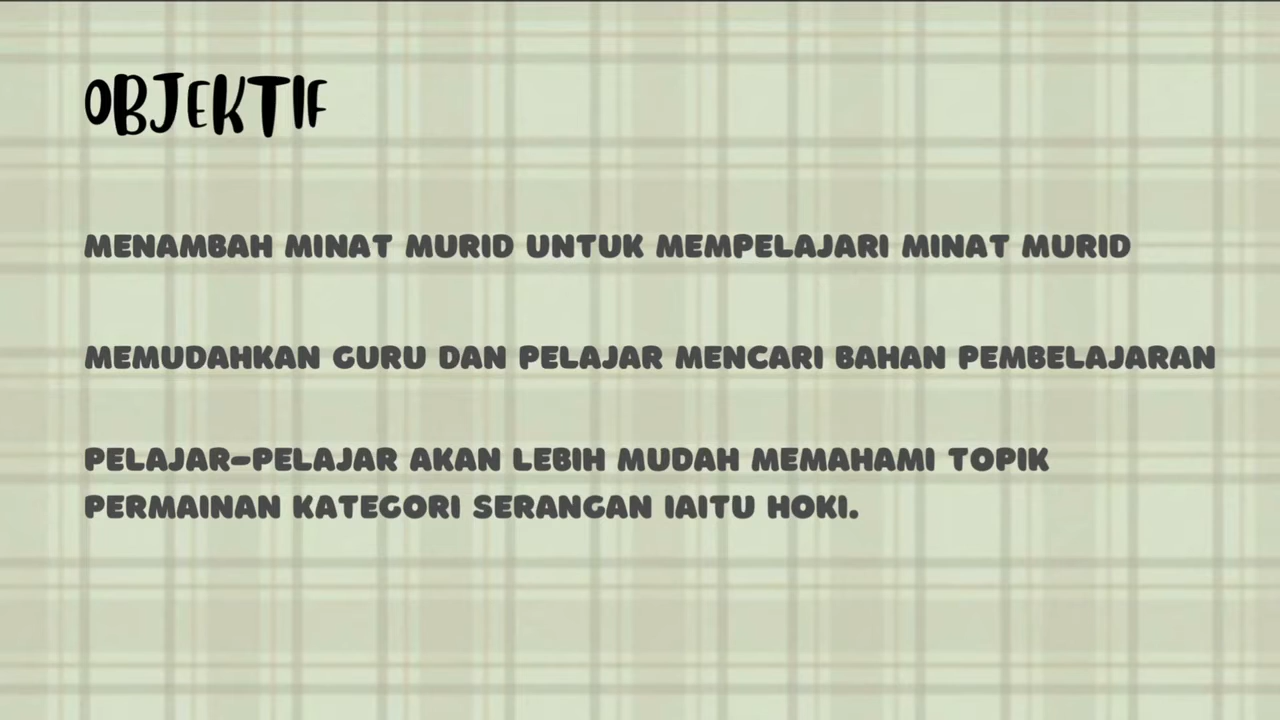 OBJEKTIF
MENAMBAH MINAT MURID UNTUK MEMPELAJARI MINAT MURID
MEMUDAHKAN GURU DAN PELAJAR MENCARI BAHAN PEMBELAJARAN
PELAJAR-PELAJAR AKAN LEBIH MUDAH MEMAHAMI TOPIK
PERMAINAN KATEGORI SERANGAN IAITU HOKI.